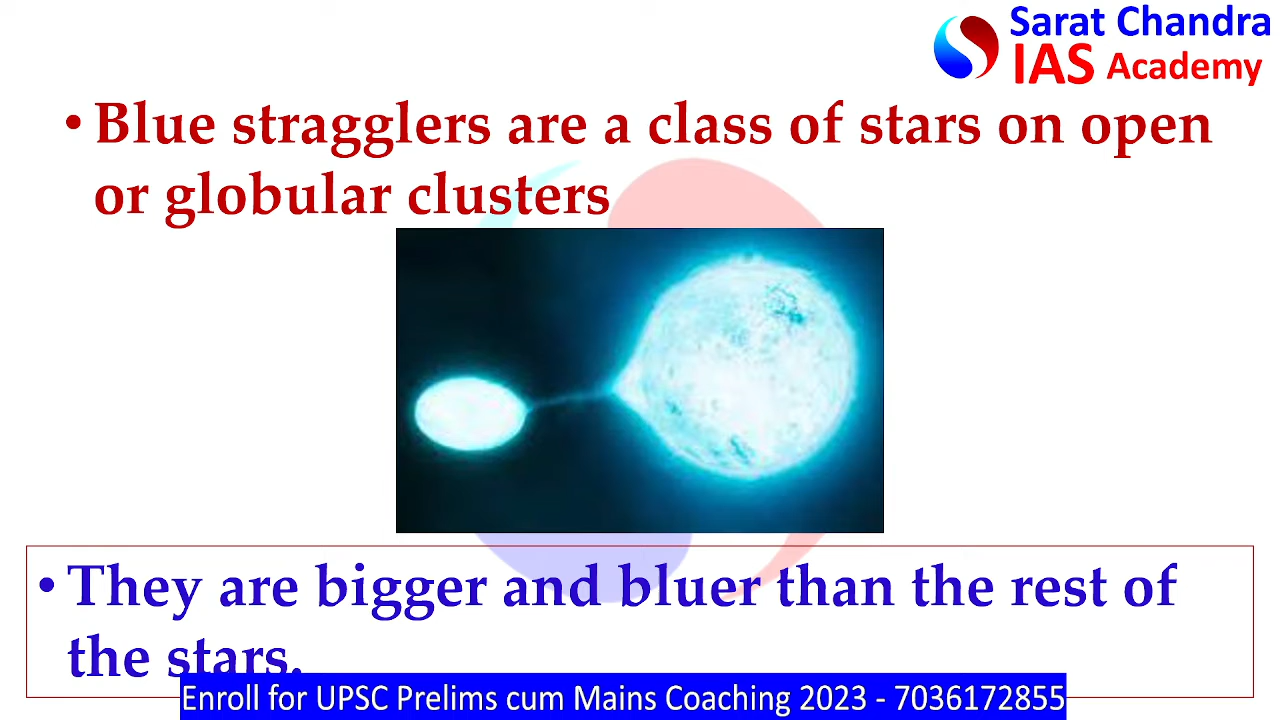 Sarat Chandra
IAS Academy
• Blue stragglers are a class of stars on open
or globular clusters
• They are bigger and bluer than the rest of
the stars.
Enroll for UPSC Prelims cum Mains Coaching 2023 - 7036172855